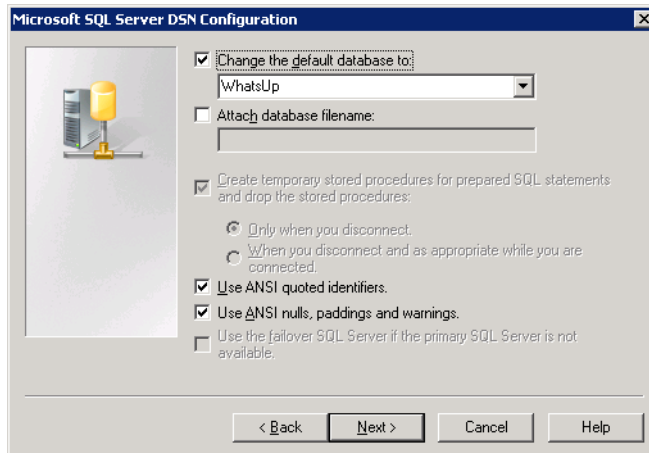 Microsoft SQL Server DSN Configuration
Change the default database to:
WhatsUp
Attach database filename:
Create temporary stored procedures for prepared SQL statements
and drop the stored procedures:
Only when you disconnect.
When you disconnect and as appropriate while you are
connected.
Use ANSI quoted identifiers.
Use ANSI nulls, paddings and warnings.
Use the failover SQL Server if the primary SQL Server is not
available.
< Back Next > Cancel Help